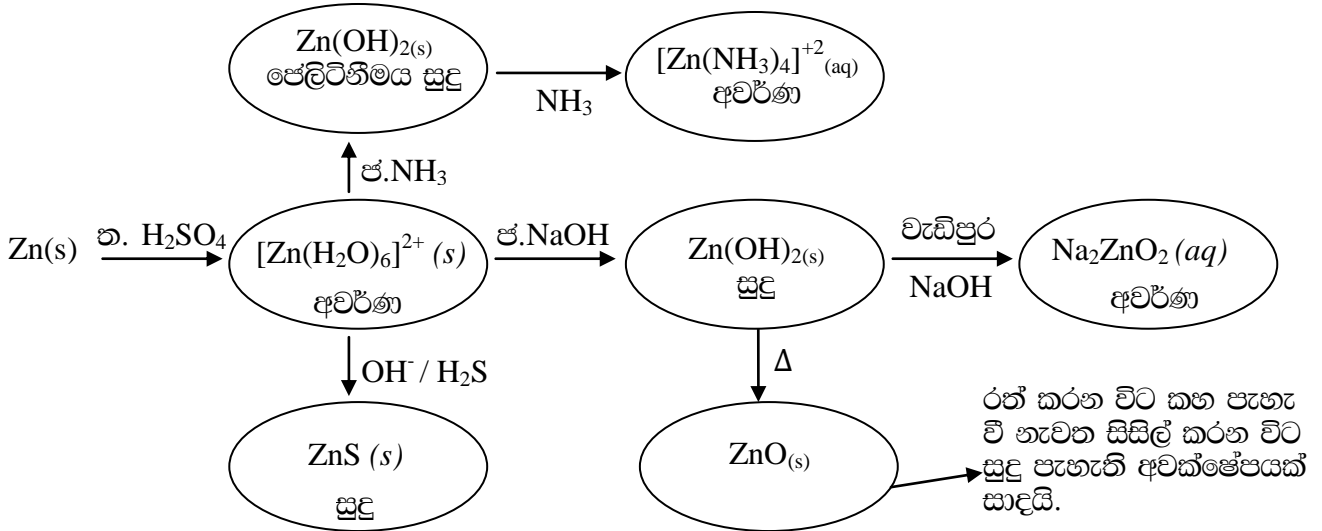 Zn(OH)₂₍ₛ₎
ජෙලිටිනීමය සුදු
NH₃
[Zn(NH₃)₄]⁺²₍aq₎
අවර්ණ
ජ.NH₃
Zn(s)
ත. H₂SO₄
[Zn(H₂O)₆]²⁺ (s)
අවර්ණ
ජ.NaOH
Zn(OH)₂₍ₛ₎
සුදු
වැඩිපුර
NaOH
Na₂ZnO₂ (aq)
අවර්ණ
OH⁻ / H₂S
Δ
ZnS (s)
සුදු
ZnO₍ₛ₎
රත් කරන විට කහ පැහැ
වී නැවත සිසිල් කරන විට
සුදු පැහැති අවක්ෂේපයක්
සාදයි.